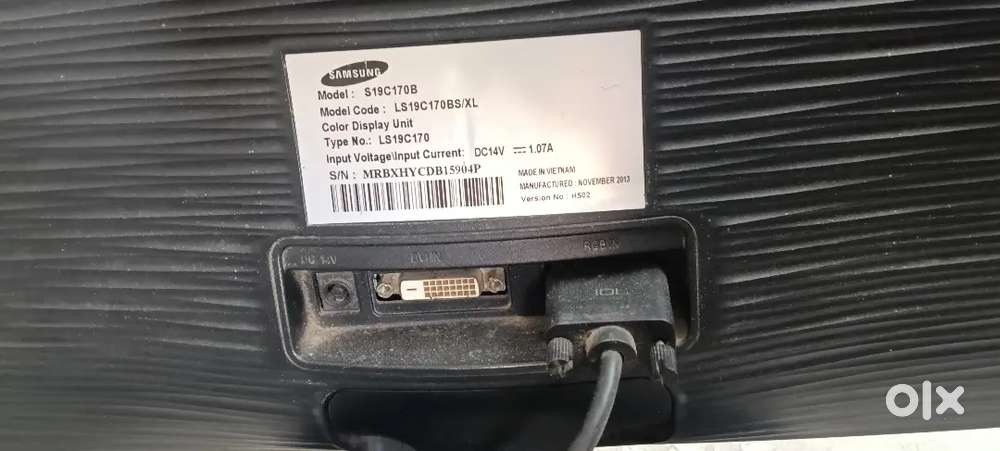 SAMSUNG
Model : S19C170B
Model Code : LS19C170BS/XL
Color Display Unit
Type No.: LS19C170
Input Voltage\Input Current: DC14V ⎓ 1.07A
S/N : MRBXHYCDB15904P
MADE IN VIETNAM
MANUFACTURED : NOVEMBER 2013
Version No : HS02
DC 14V
DVI IN
RGB IN
olx